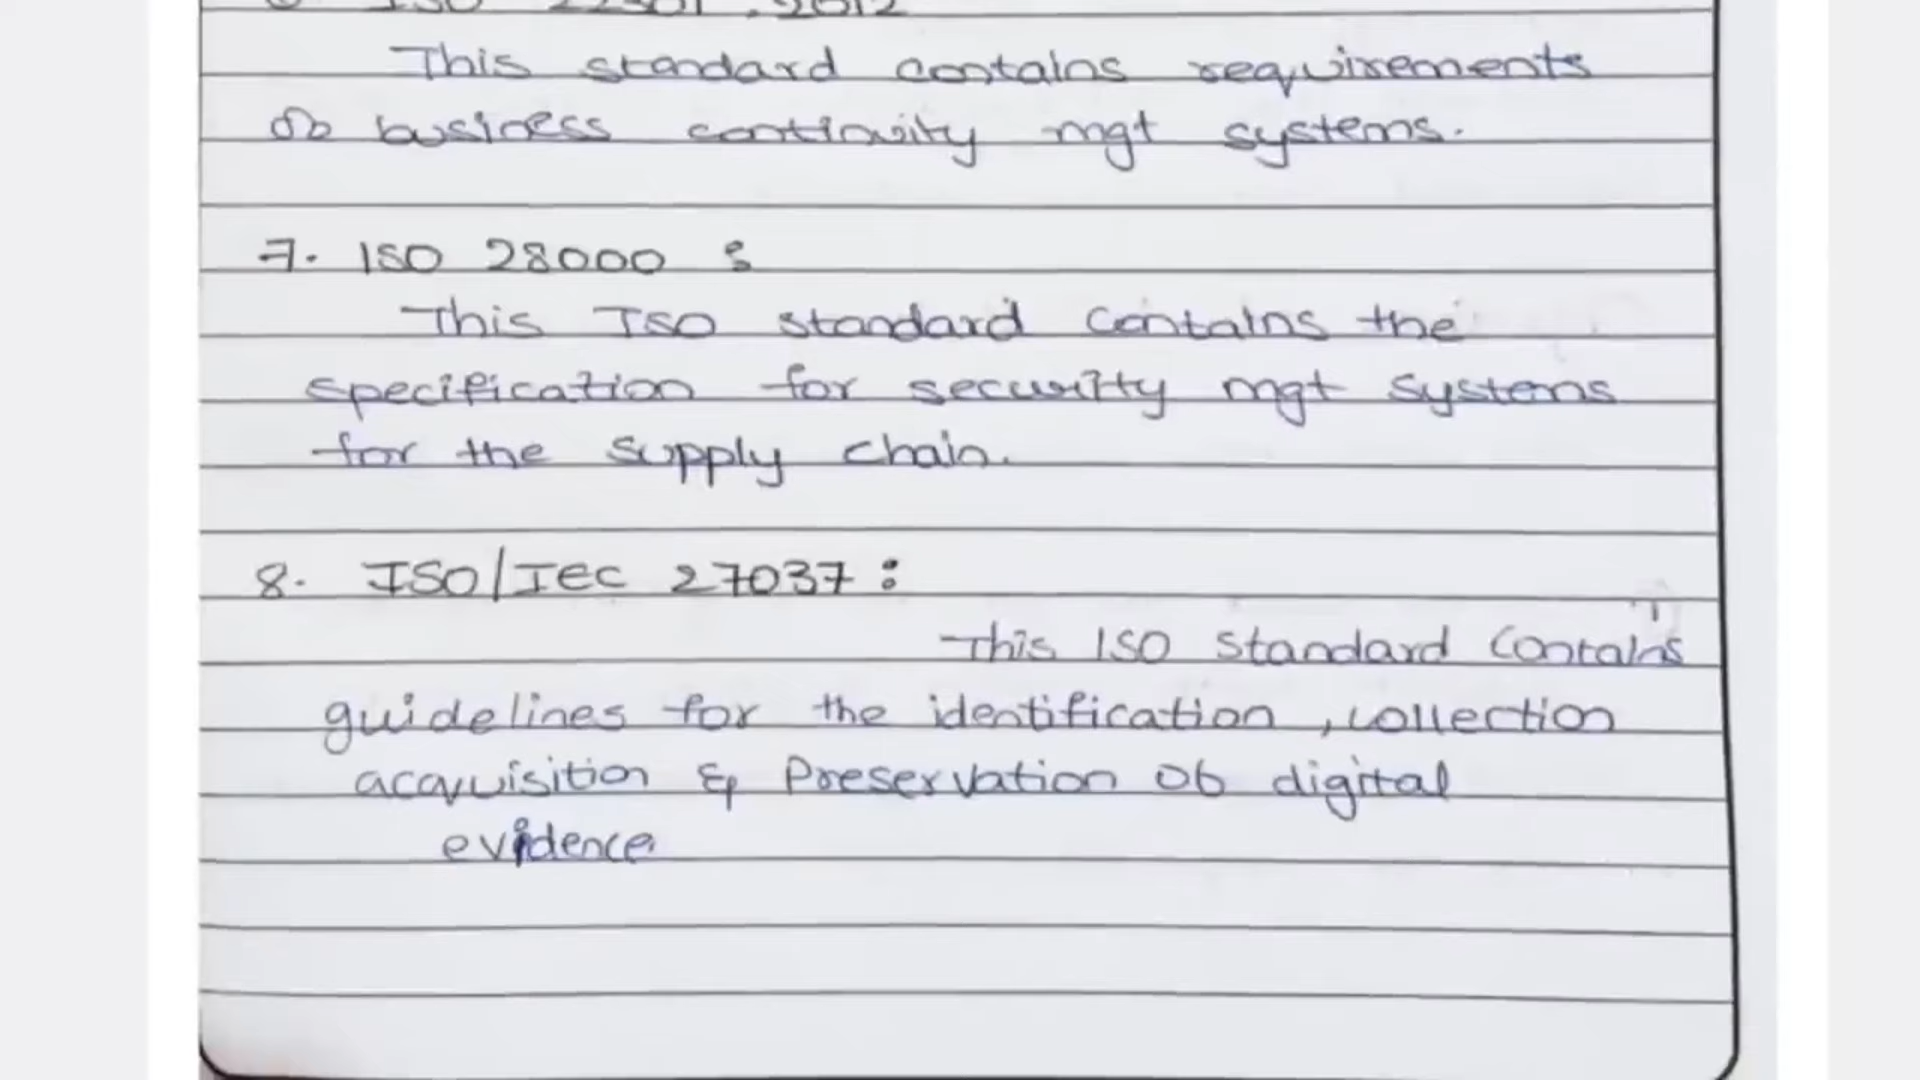 This standard contains requirements
of business continuity mgt systems.
7. ISO 28000 :
This ISO standard contains the
specification for security mgt systems
for the supply chain.
8. ISO/IEC 27037 :
This ISO standard contains
guidelines for the identification, collection
acquisition & Preservation of digital
evidence